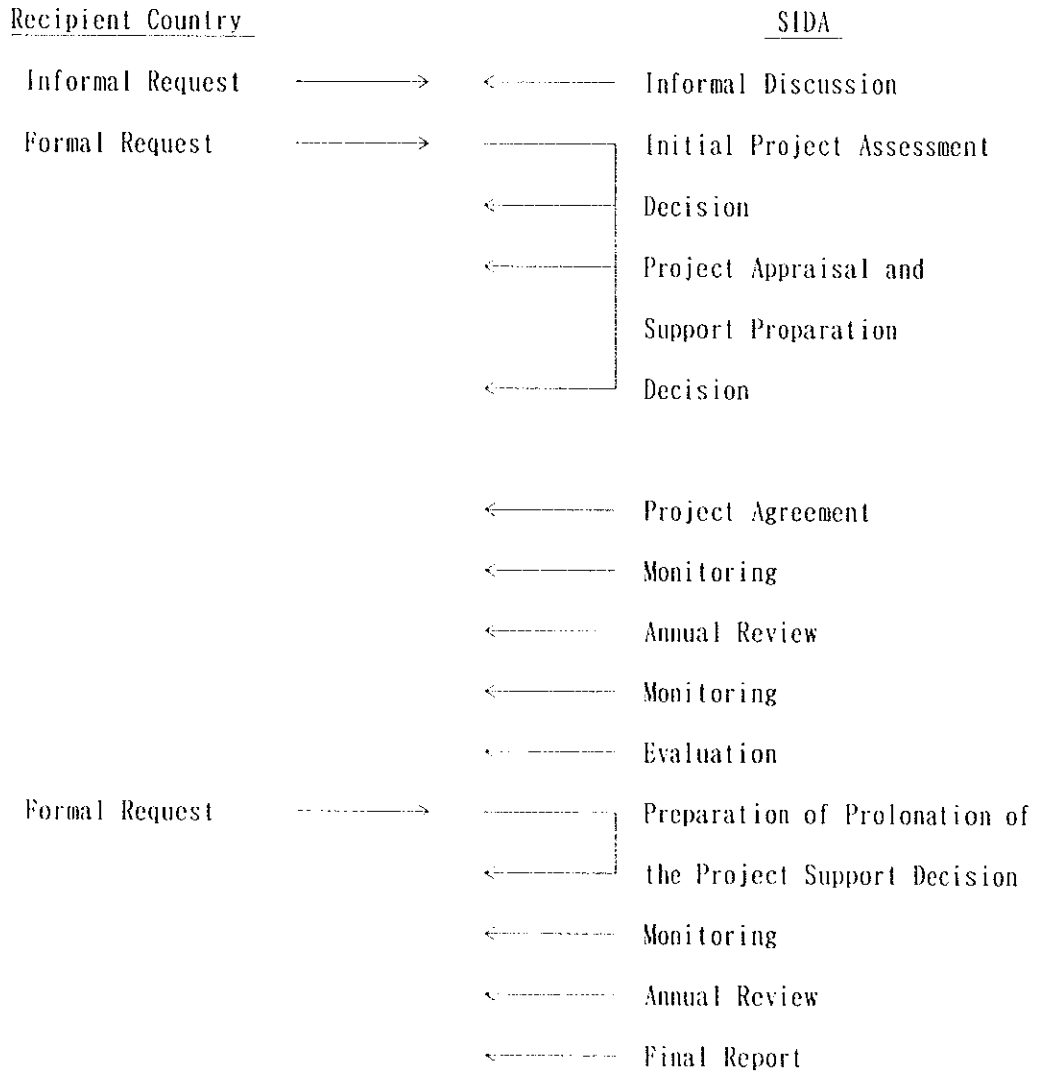 Recipient Country SIDA
Informal Request Informal Discussion
Formal Request Initial Project Assessment
Decision
Project Appraisal and
Support Proparation
Decision
Project Agreement
Monitoring
Annual Review
Monitoring
Evaluation
Formal Request Preparation of Prolonation of
the Project Support Decision
Monitoring
Annual Review
Final Report